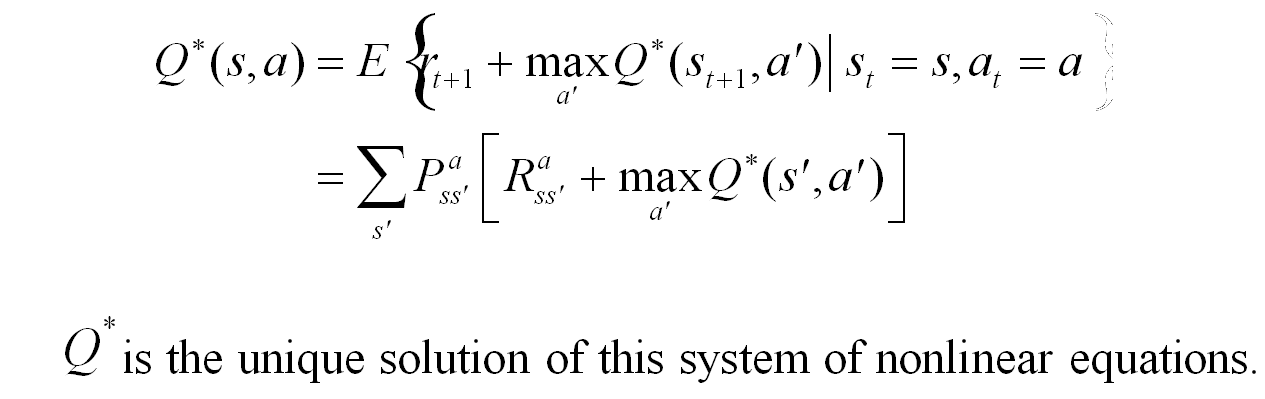 Q*(s,a) = E {r_{t+1} + max_{a'} Q*(s_{t+1},a')| s_t = s,a_t = a }
= ∑_{s'} P^a_{ss'} [ R^a_{ss'} + max_{a'} Q*(s',a') ]
Q* is the unique solution of this system of nonlinear equations.